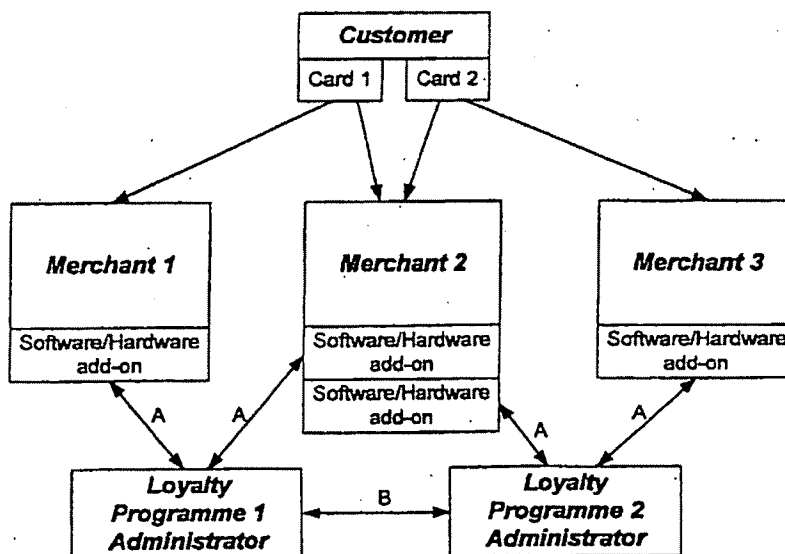 Customer
Card 1
Card 2
Merchant 1
Merchant 2
Merchant 3
Software/Hardware
add-on
Software/Hardware
add-on
Software/Hardware
add-on
Software/Hardware
add-on
A
A
A
A
Loyalty
Programme 1
Administrator
B
Loyalty
Programme 2
Administrator